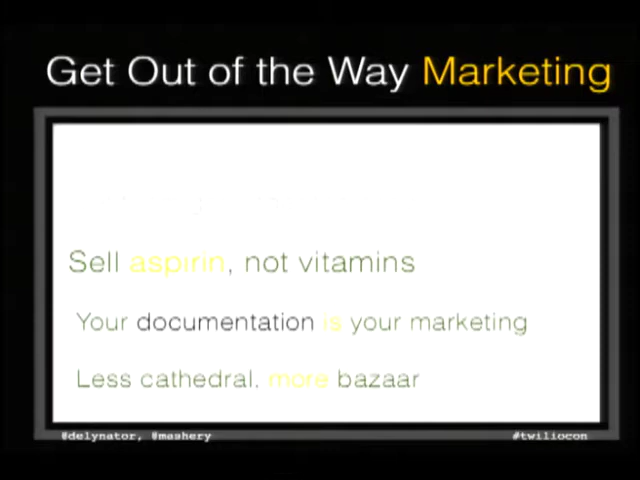 Get Out of the Way Marketing
Sell aspirin, not vitamins
Your documentation is your marketing
Less cathedral. more bazaar
@delynator, @mashery
#twiliocon